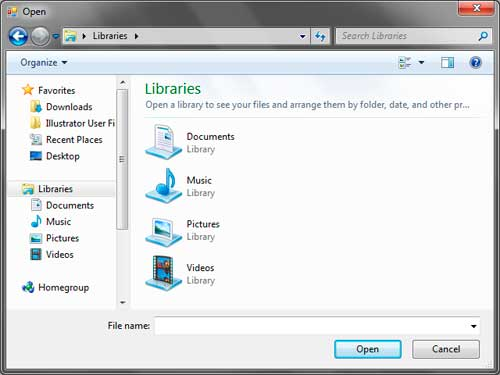 Open
Libraries
Search Libraries
Organize
Favorites
Downloads
Illustrator User Fi
Recent Places
Desktop
Libraries
Documents
Music
Pictures
Videos
Homegroup
Libraries
Open a library to see your files and arrange them by folder, date, and other pr...
Documents
Library
Music
Library
Pictures
Library
Videos
Library
File name:
Open
Cancel